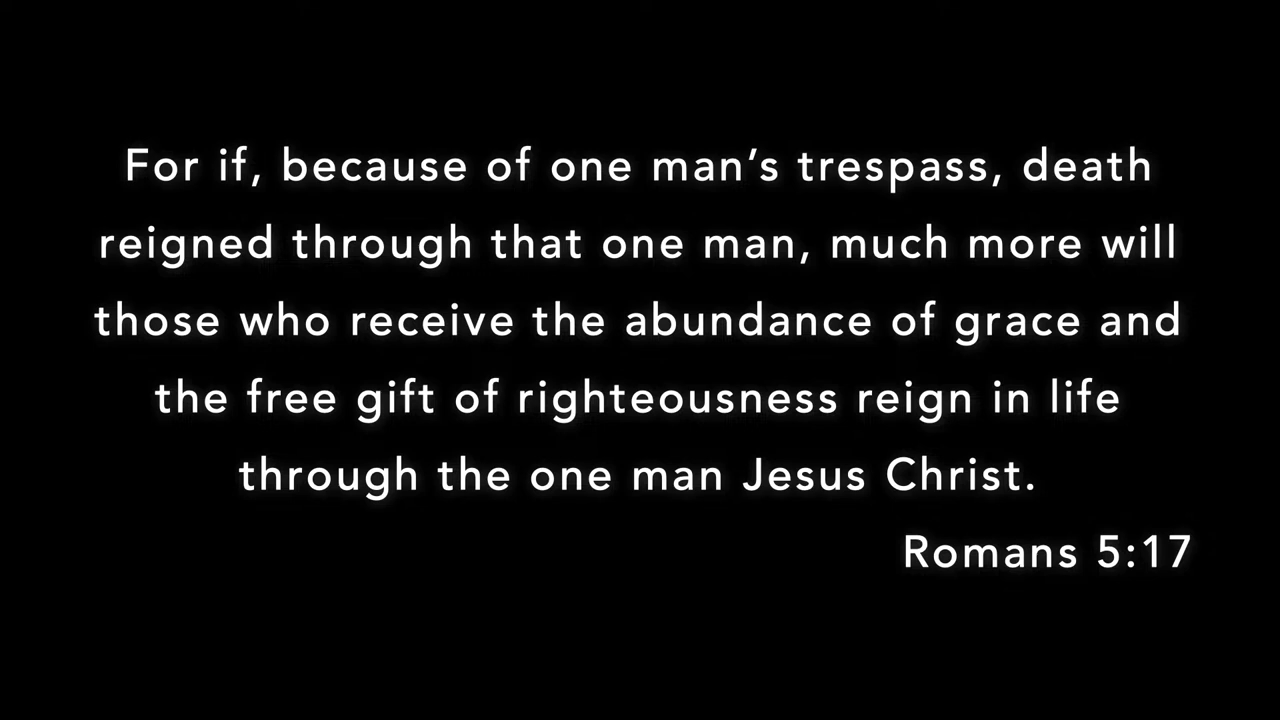 For if, because of one man’s trespass, death
reigned through that one man, much more will
those who receive the abundance of grace and
the free gift of righteousness reign in life
through the one man Jesus Christ.
Romans 5:17